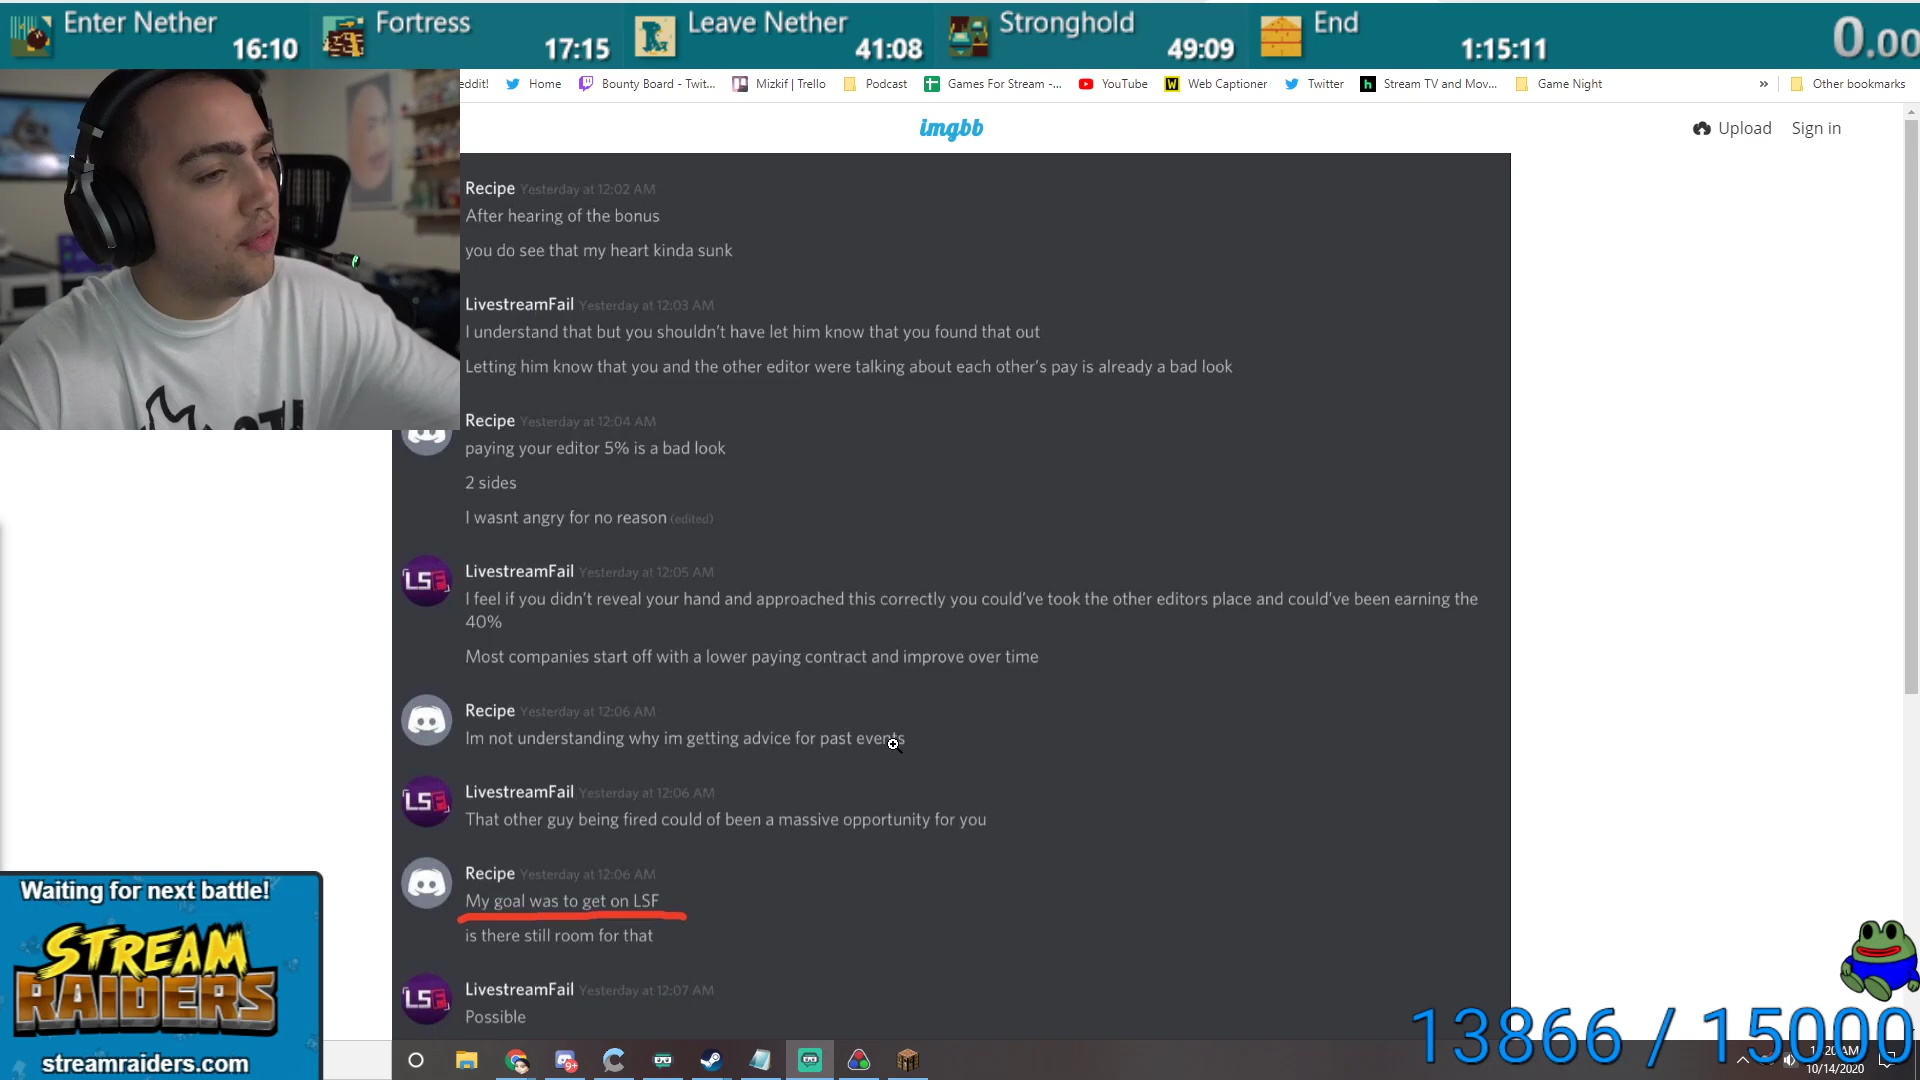 Enter Nether
16:10
Fortress
17:15
Leave Nether
41:08
Stronghold
49:09
End
1:15:11
0.00
eddit!
Home
Bounty Board - Twit...
Mizkif | Trello
Podcast
Games For Stream -...
YouTube
Web Captioner
Twitter
Stream TV and Mov...
Game Night
»
Other bookmarks
imgbb
Upload
Sign in
Recipe Yesterday at 12:02 AM
After hearing of the bonus
you do see that my heart kinda sunk
LivestreamFail Yesterday at 12:03 AM
I understand that but you shouldn't have let him know that you found that out
Letting him know that you and the other editor were talking about each other's pay is already a bad look
Recipe Yesterday at 12:04 AM
paying your editor 5% is a bad look
2 sides
I wasnt angry for no reason (edited)
LSF
LivestreamFail Yesterday at 12:05 AM
I feel if you didn't reveal your hand and approached this correctly you could've took the other editors place and could've been earning the
40%
Most companies start off with a lower paying contract and improve over time
Recipe Yesterday at 12:06 AM
Im not understanding why im getting advice for past events
LSF
LivestreamFail Yesterday at 12:06 AM
That other guy being fired could of been a massive opportunity for you
Recipe Yesterday at 12:06 AM
My goal was to get on LSF
is there still room for that
LSF
LivestreamFail Yesterday at 12:07 AM
Possible
Waiting for next battle!
STREAM
RAIDERS
streamraiders.com
13866 / 15000
20 AM
10/14/2020